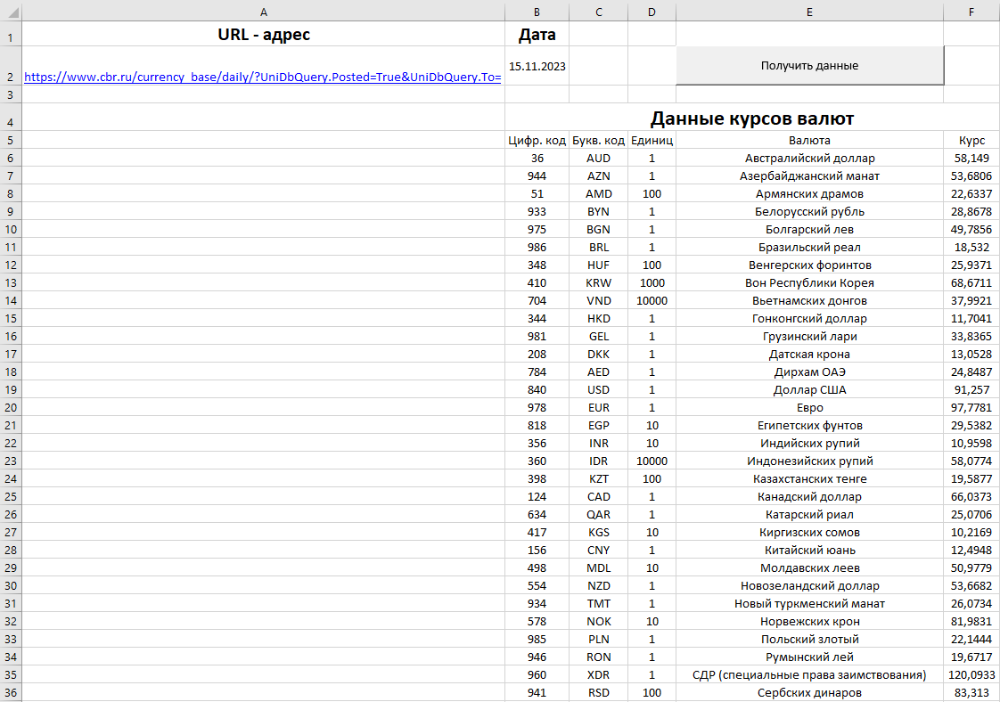 A B C D E F
1 URL - адрес Дата
2 https://www.cbr.ru/currency_base/daily/?UniDbQuery.Posted=True&UniDbQuery.To= 15.11.2023 Получить данные
3
4 Данные курсов валют
5 Цифр. код Букв. код Единиц Валюта Курс
6 36 AUD 1 Австралийский доллар 58,149
7 944 AZN 1 Азербайджанский манат 53,6806
8 51 AMD 100 Армянских драмов 22,6337
9 933 BYN 1 Белорусский рубль 28,8678
10 975 BGN 1 Болгарский лев 49,7856
11 986 BRL 1 Бразильский реал 18,532
12 348 HUF 100 Венгерских форинтов 25,9371
13 410 KRW 1000 Вон Республики Корея 68,6711
14 704 VND 10000 Вьетнамских донгов 37,9921
15 344 HKD 1 Гонконгский доллар 11,7041
16 981 GEL 1 Грузинский лари 33,8365
17 208 DKK 1 Датская крона 13,0528
18 784 AED 1 Дирхам ОАЭ 24,8487
19 840 USD 1 Доллар США 91,257
20 978 EUR 1 Евро 97,7781
21 818 EGP 10 Египетских фунтов 29,5382
22 356 INR 10 Индийских рупий 10,9598
23 360 IDR 10000 Индонезийских рупий 58,0774
24 398 KZT 100 Казахстанских тенге 19,5877
25 124 CAD 1 Канадский доллар 66,0373
26 634 QAR 1 Катарский риал 25,0706
27 417 KGS 10 Киргизских сомов 10,2169
28 156 CNY 1 Китайский юань 12,4948
29 498 MDL 10 Молдавских леев 50,9779
30 554 NZD 1 Новозеландский доллар 53,6682
31 934 TMT 1 Новый туркменский манат 26,0734
32 578 NOK 10 Норвежских крон 81,9831
33 985 PLN 1 Польский злотый 22,1444
34 946 RON 1 Румынский лей 19,6717
35 960 XDR 1 СДР (специальные права заимствования) 120,0933
36 941 RSD 100 Сербских динаров 83,313